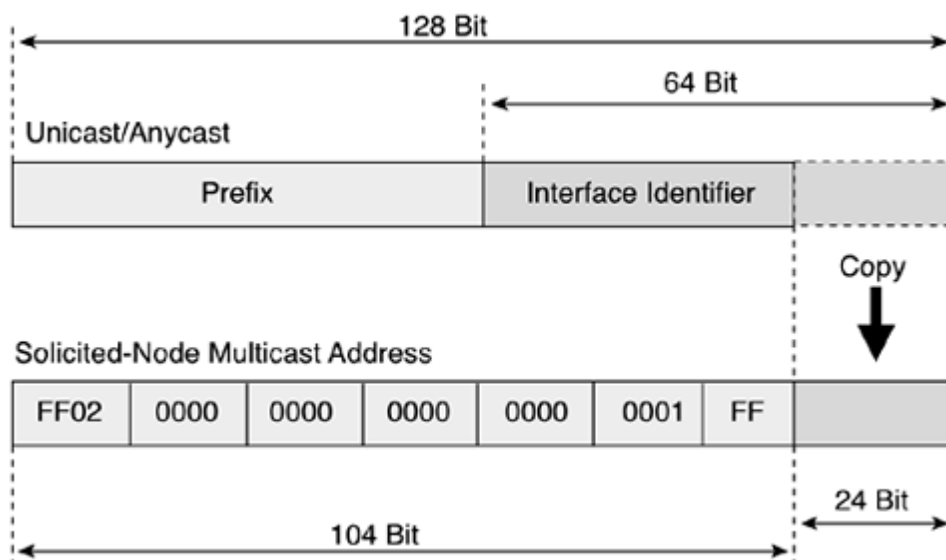 128 Bit
64 Bit
Unicast/Anycast
Prefix Interface Identifier
Copy
Solicited-Node Multicast Address
FF02 0000 0000 0000 0000 0001 FF
24 Bit
104 Bit